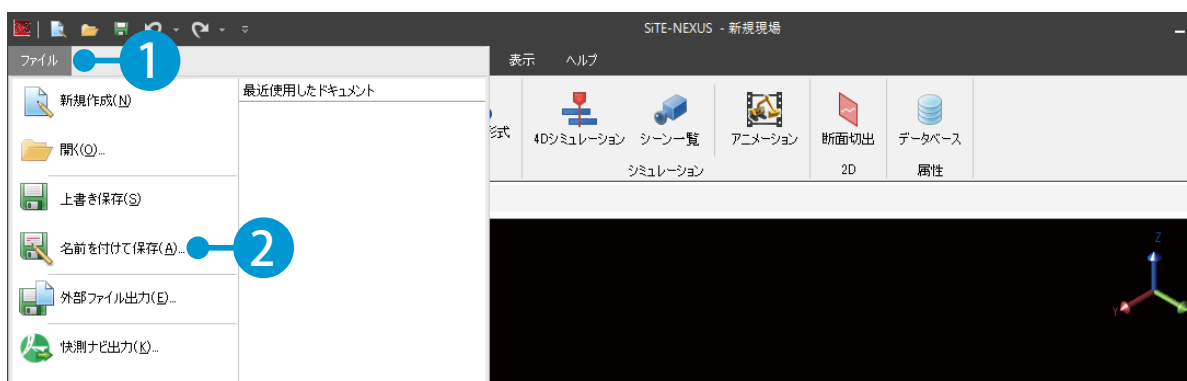 SiTE-NEXUS - 新規現場
ファイル
1
表示
ヘルプ
新規作成(N)
開く(O)...
上書き保存(S)
名前を付けて保存(A)...
2
外部ファイル出力(E)...
快測ナビ出力(K)...
最近使用したドキュメント
形式
4Dシミュレーション
シーン一覧
アニメーション
断面切出
データベース
シミュレーション
2D
属性
Z
Y